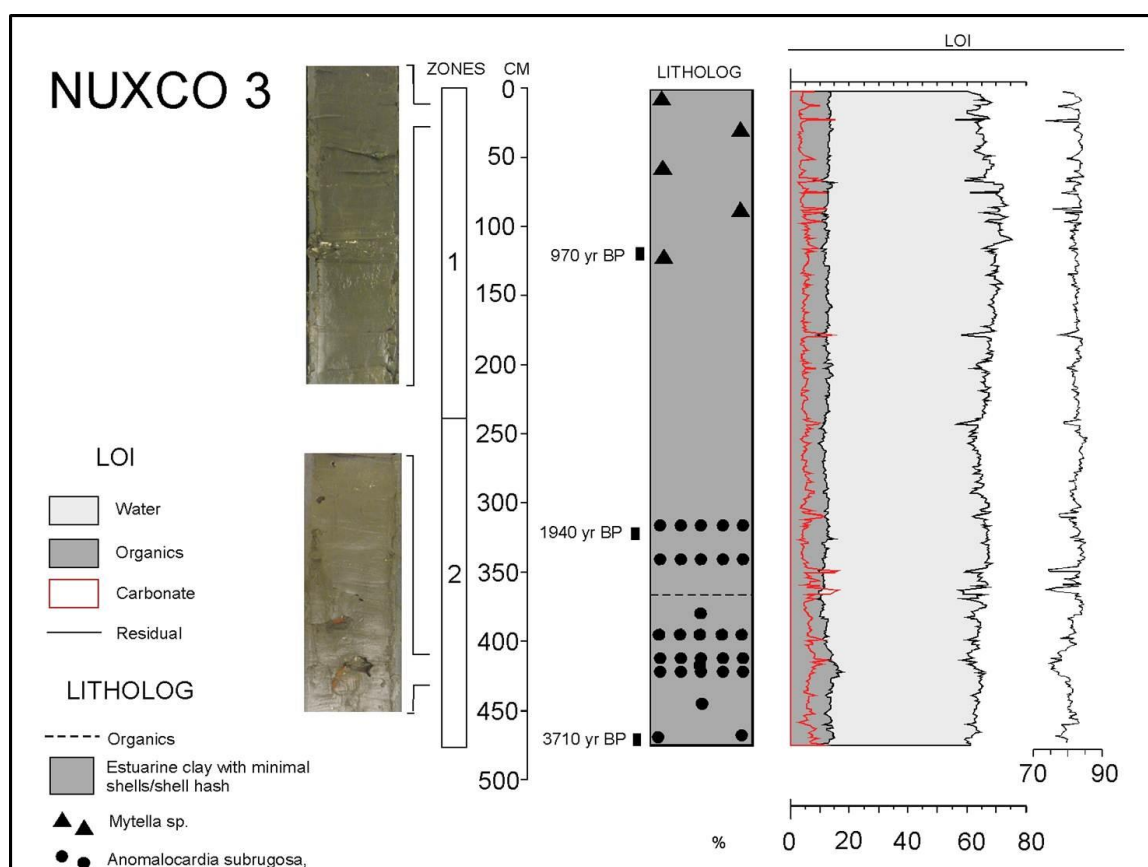 NUXCO 3
ZONES
CM
LITHOLOG
LOI
0
50
100
150
200
250
300
350
400
450
500
1
2
970 yr BP
1940 yr BP
3710 yr BP
LOI
Water
Organics
Carbonate
Residual
LITHOLOG
Organics
Estuarine clay with minimal
shells/shell hash
Mytella sp.
Anomalocardia subrugosa,
70 90
% 0 20 40 60 80